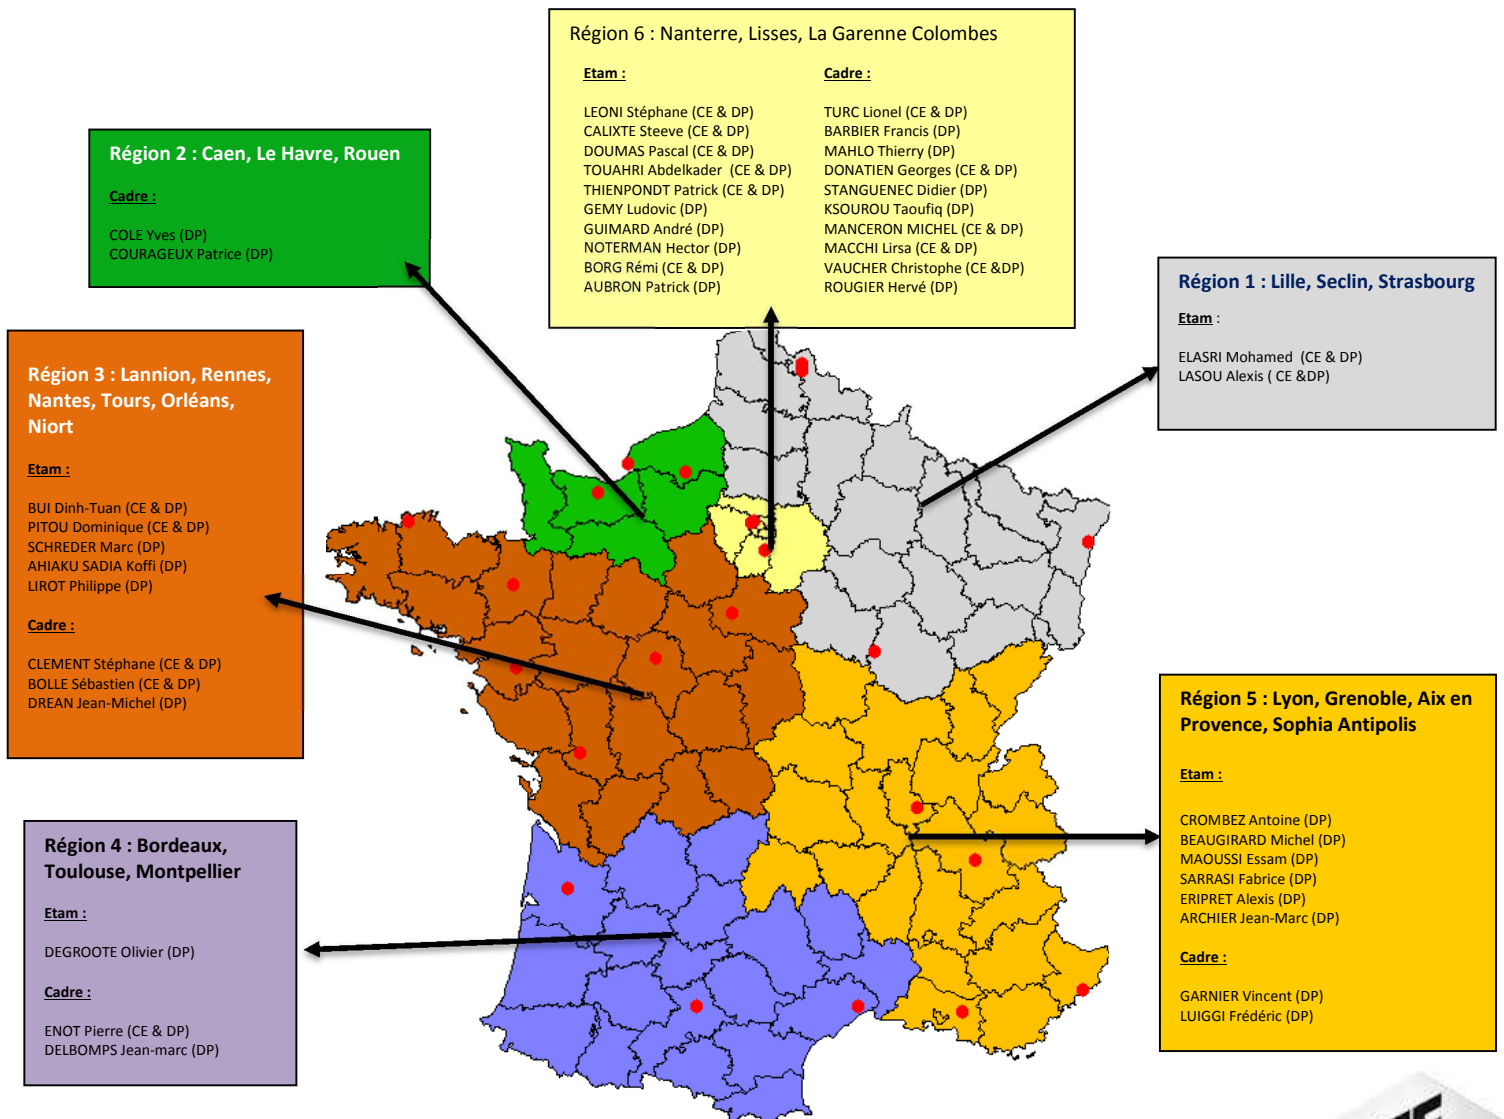 Région 6 : Nanterre, Lisses, La Garenne Colombes
Etam :
LEONI Stéphane (CE & DP)
CALIXTE Steeve (CE & DP)
DOUMAS Pascal (CE & DP)
TOUAHRI Abdelkader  (CE & DP)
THIENPONDT Patrick (CE & DP)
GEMY Ludovic (DP)
GUIMARD André (DP)
NOTERMAN Hector (DP)
BORG Rémi (CE & DP)
AUBRON Patrick (DP)
Cadre :
TURC Lionel (CE & DP)
BARBIER Francis (DP)
MAHLO Thierry (DP)
DONATIEN Georges (CE & DP)
STANGUENEC Didier (DP)
KSOUROU Taoufiq (DP)
MANCERON MICHEL (CE & DP)
MACCHI Lirsa (CE & DP)
VAUCHER Christophe (CE &DP)
ROUGIER Hervé (DP)
Région 2 : Caen, Le Havre, Rouen
Cadre :
COLE Yves (DP)
COURAGEUX Patrice (DP)
Région 1 : Lille, Seclin, Strasbourg
Etam :
ELASRI Mohamed  (CE & DP)
LASOU Alexis ( CE &DP)
Région 3 : Lannion, Rennes,
Nantes, Tours, Orléans,
Niort
Etam :
BUI Dinh-Tuan (CE & DP)
PITOU Dominique (CE & DP)
SCHREDER Marc (DP)
AHIAKU SADIA Koffi (DP)
LIROT Philippe (DP)
Cadre :
CLEMENT Stéphane (CE & DP)
BOLLE Sébastien (CE & DP)
DREAN Jean-Michel (DP)
Région 5 : Lyon, Grenoble, Aix en
Provence, Sophia Antipolis
Etam :
CROMBEZ Antoine (DP)
BEAUGIRARD Michel (DP)
MAOUSSI Essam (DP)
SARRASI Fabrice (DP)
ERIPRET Alexis (DP)
ARCHIER Jean-Marc (DP)
Cadre :
GARNIER Vincent (DP)
LUIGGI Frédéric (DP)
Région 4 : Bordeaux,
Toulouse, Montpellier
Etam :
DEGROOTE Olivier (DP)
Cadre :
ENOT Pierre (CE & DP)
DELBOMPS Jean-marc (DP)